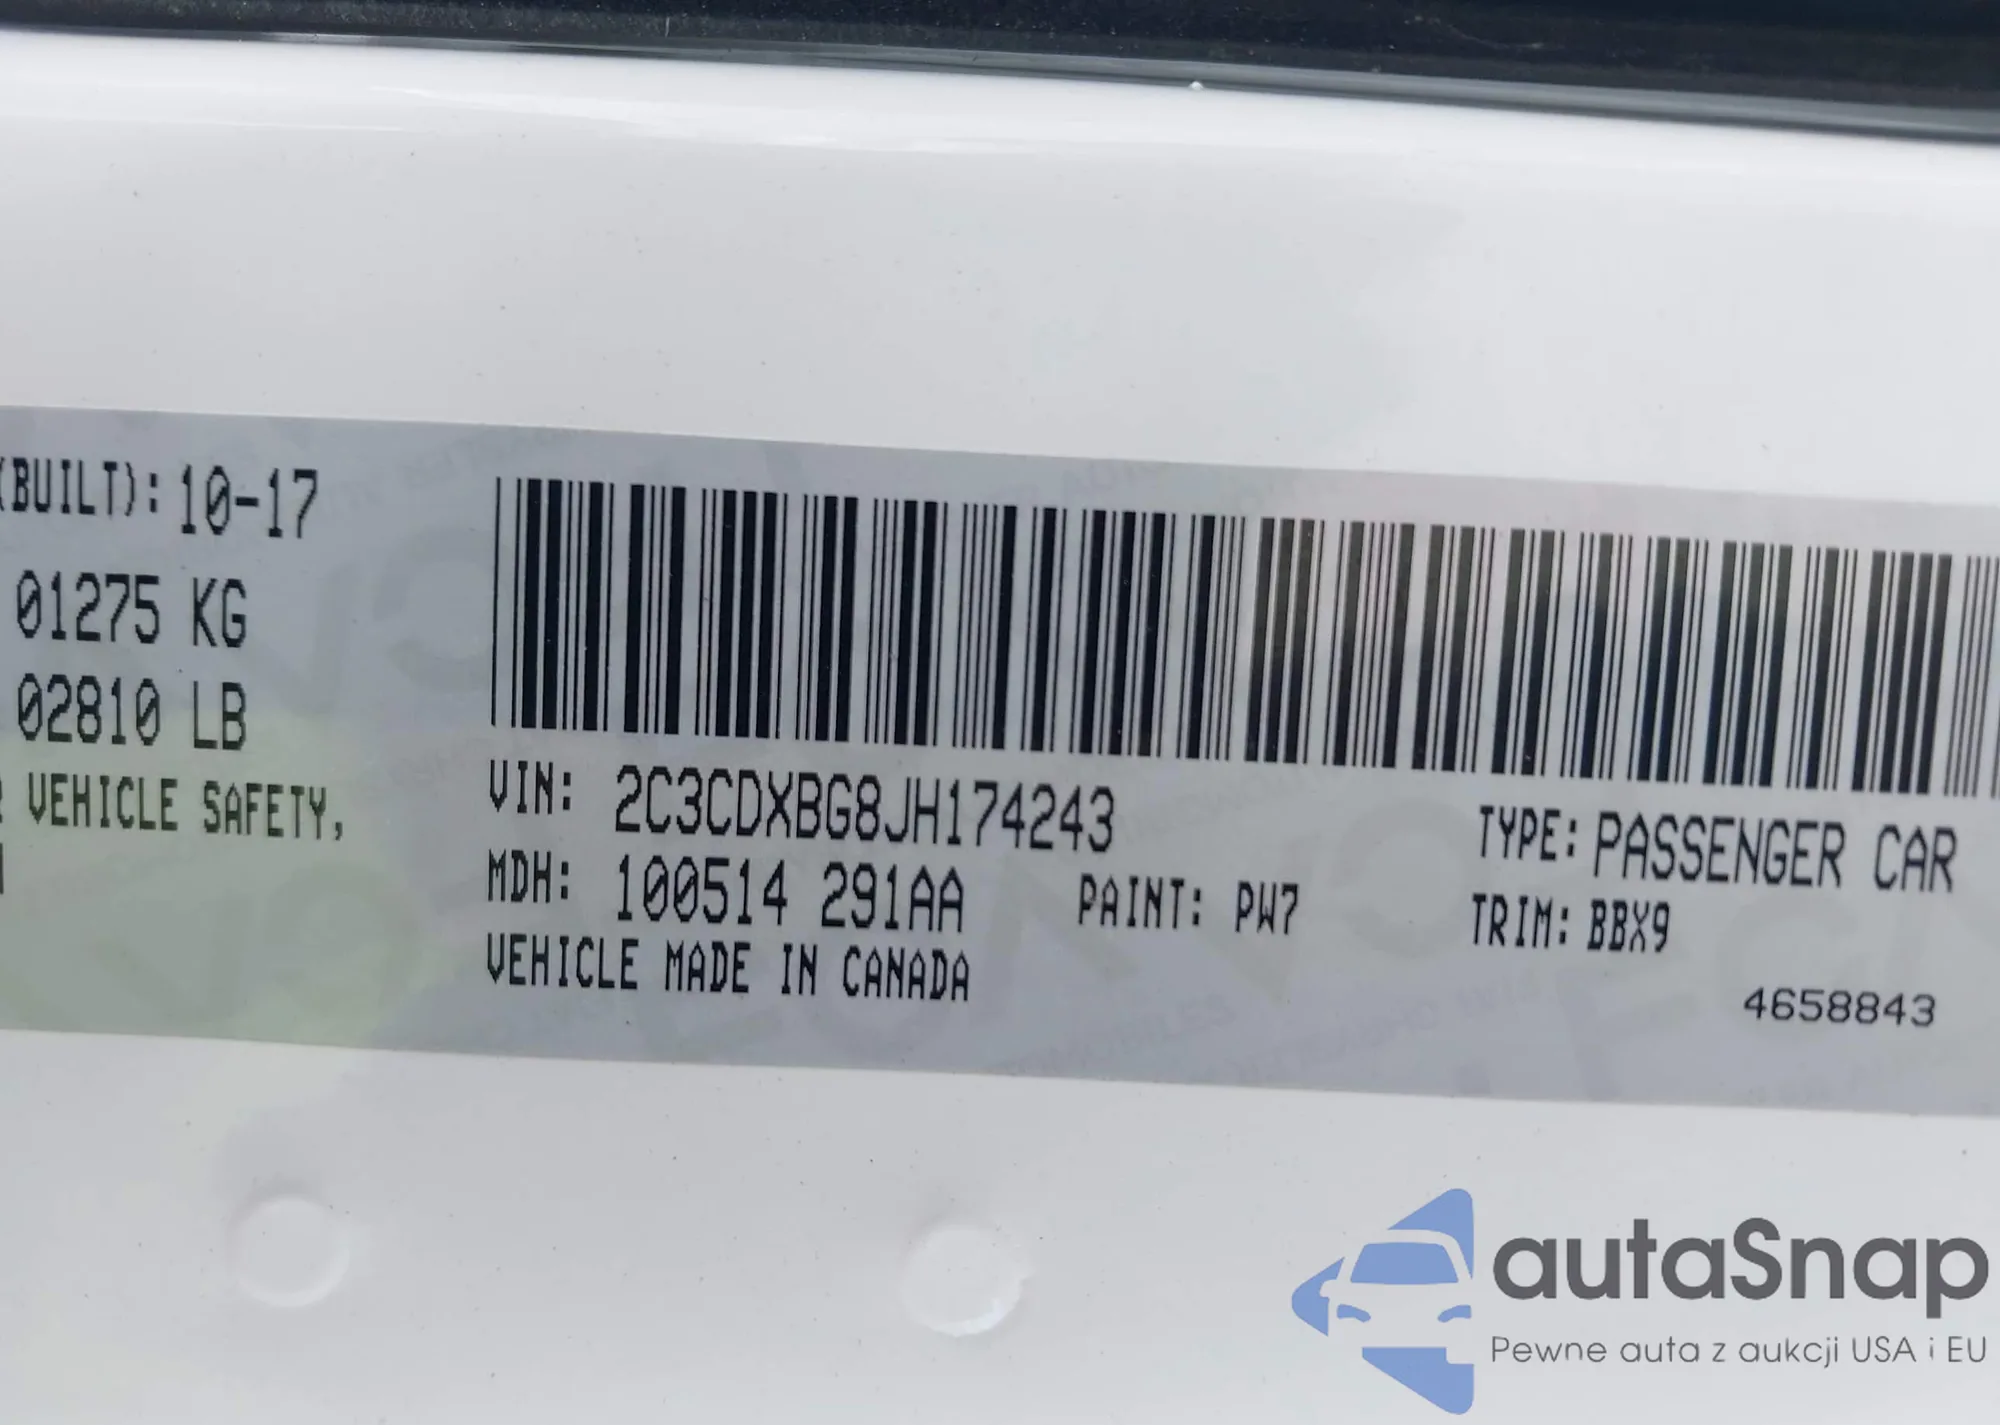 (BUILT): 10-17
01275 KG
02810 LB
VEHICLE SAFETY,
VIN: 2C3CDXBG8JH174243
MDH: 100514 291AA
PAINT: PW7
VEHICLE MADE IN CANADA
TYPE: PASSENGER CAR
TRIM: BBX9
4658843
autaSnap
Pewne auta z aukcji USA i EU